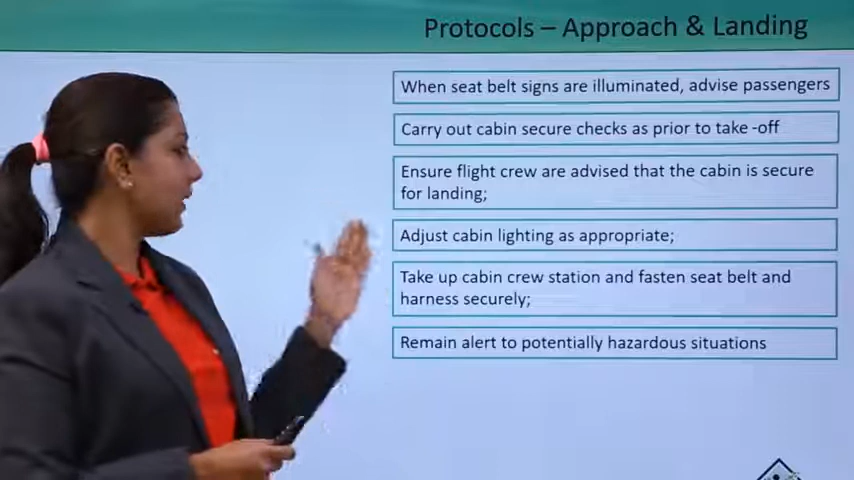 Protocols – Approach & Landing
When seat belt signs are illuminated, advise passengers
Carry out cabin secure checks as prior to take -off
Ensure flight crew are advised that the cabin is secure
for landing;
Adjust cabin lighting as appropriate;
Take up cabin crew station and fasten seat belt and
harness securely;
Remain alert to potentially hazardous situations